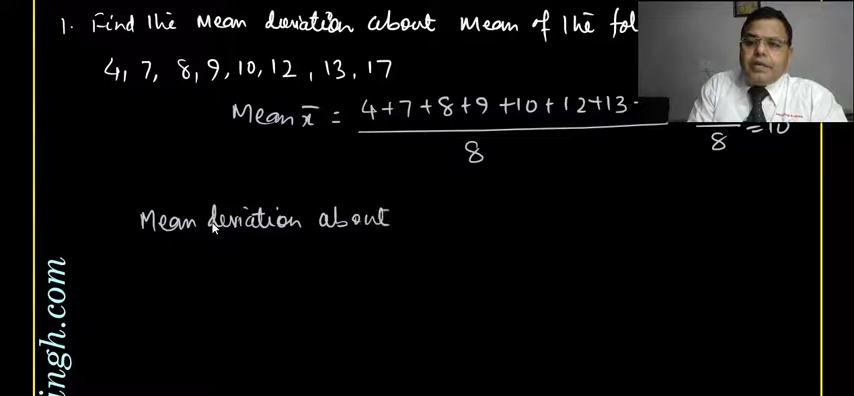 1. Find the Mean deviation about Mean of the fol
4, 7, 8, 9, 10, 12, 13, 17
Mean x̄ = 4+7+8+9+10+12+13
8
8 = 10
Mean deviation about
ingh.com